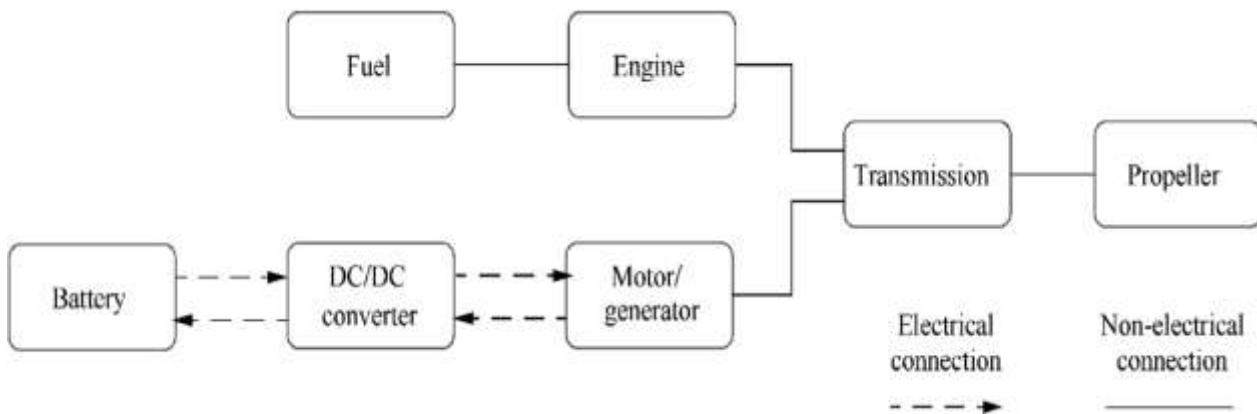 Fuel
Engine
Transmission
Propeller
Battery
DC/DC
converter
Motor/
generator
Electrical
connection
Non-electrical
connection